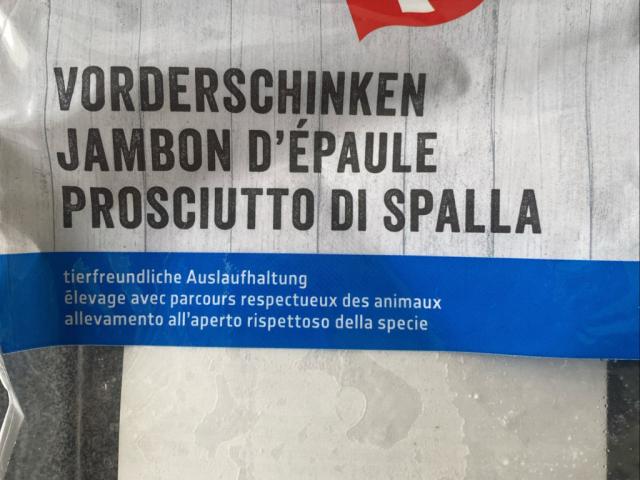 VORDERSCHINKEN
JAMBON D'ÉPAULE
PROSCIUTTO DI SPALLA
tierfreundliche Auslaufhaltung
élevage avec parcours respectueux des animaux
allevamento all'aperto rispettoso della specie